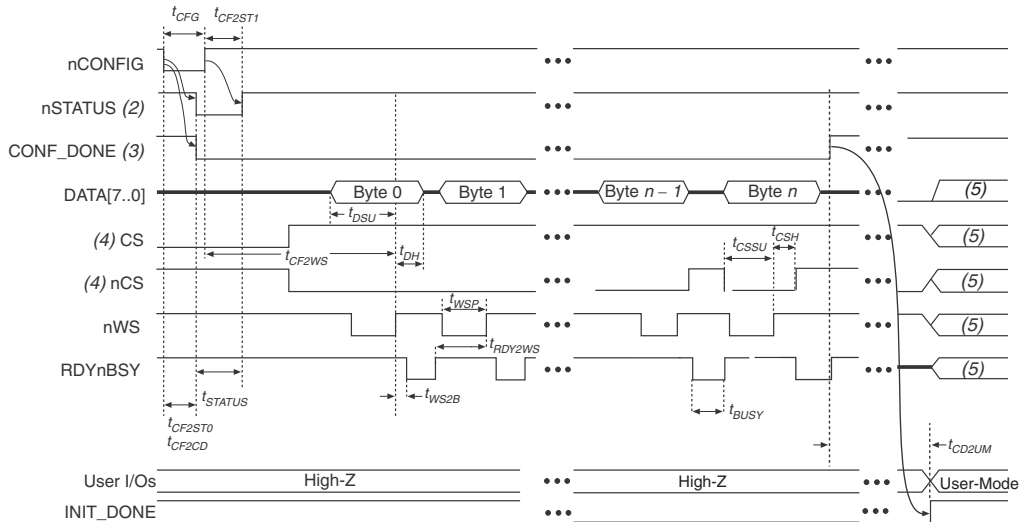 tCFG tCF2ST1
nCONFIG
nSTATUS (2)
CONF_DONE (3)
DATA[7..0] Byte 0 Byte 1 Byte n – 1 Byte n (5)
tDSU
(4) CS tCSSU tCSH (5)
tCF2WS tDH
(4) nCS (5)
tWSP
nWS (5)
tRDY2WS
RDYnBSY (5)
tSTATUS tWS2B tBUSY
tCF2ST0
tCF2CD
tCD2UM
User I/Os High-Z High-Z User-Mode
INIT_DONE